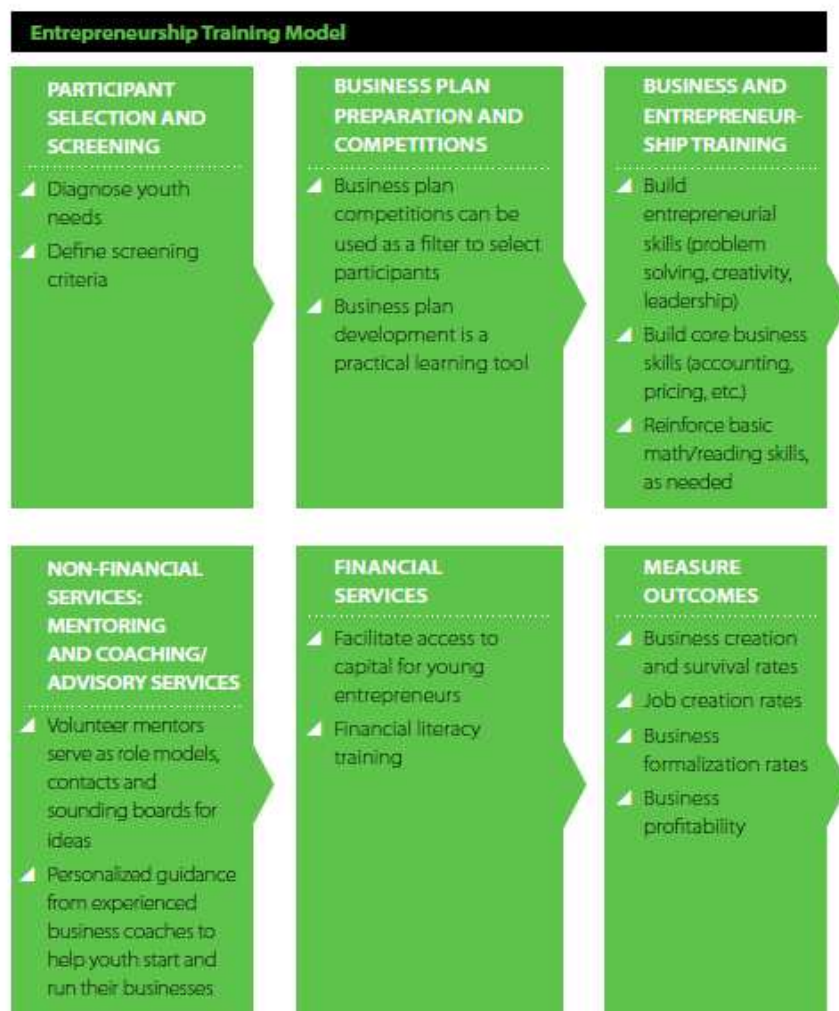 Entrepreneurship Training Model
PARTICIPANT
SELECTION AND
SCREENING
Diagnose youth
needs
Define screening
criteria
BUSINESS PLAN
PREPARATION AND
COMPETITIONS
Business plan
competitions can be
used as a filter to select
participants
Business plan
development is a
practical learning tool
BUSINESS AND
ENTREPRENEUR-
SHIP TRAINING
Build
entrepreneurial
skills (problem
solving, creativity,
leadership)
Build core business
skills (accounting,
pricing, etc.)
Reinforce basic
math/reading skills,
as needed
NON-FINANCIAL
SERVICES:
MENTORING
AND COACHING/
ADVISORY SERVICES
Volunteer mentors
serve as role models,
contacts and
sounding boards for
ideas
Personalized guidance
from experienced
business coaches to
help youth start and
run their businesses
FINANCIAL
SERVICES
Facilitate access to
capital for young
entrepreneurs
Financial literacy
training
MEASURE
OUTCOMES
Business creation
and survival rates
Job creation rates
Business
formalization rates
Business
profitability